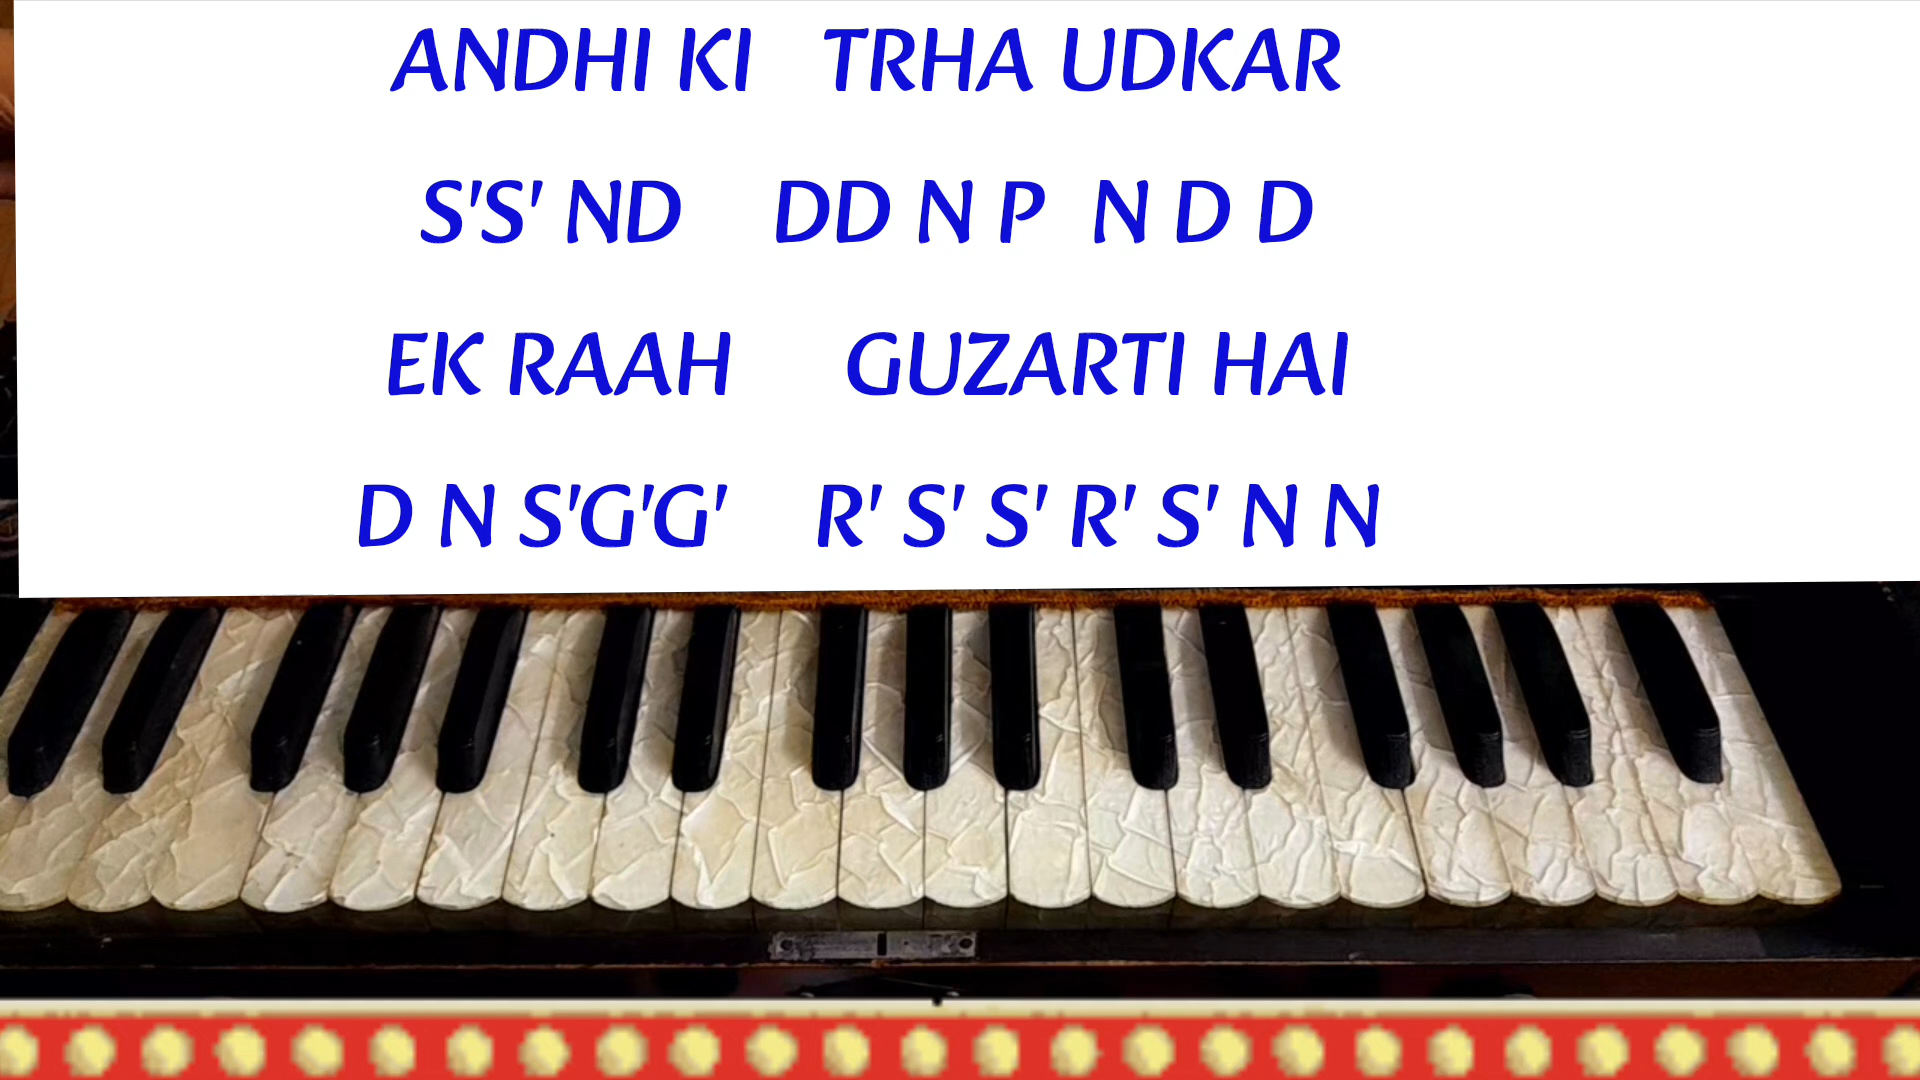 ANDHI KI TRHA UDKAR
S'S' ND DD N P N D D
EK RAAH GUZARTI HAI
D N S'G'G' R' S' S' R' S' N N